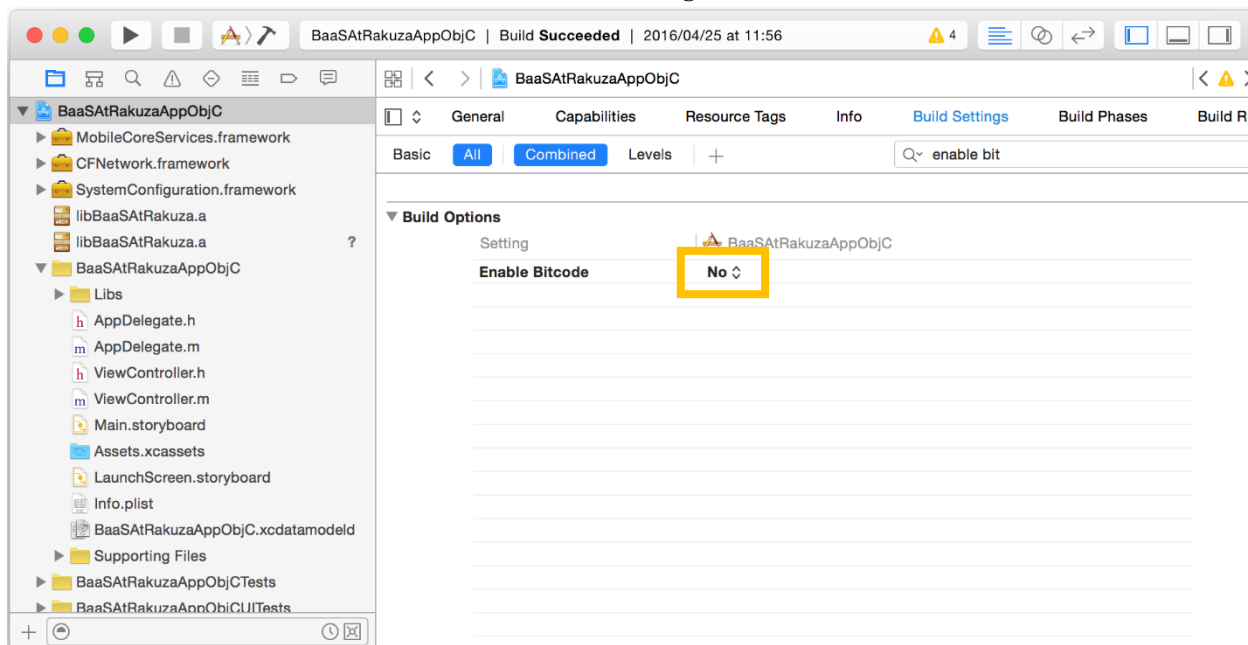 BaaSAtRakuzaAppObjC | Build Succeeded | 2016/04/25 at 11:56
4
BaaSAtRakuzaAppObjC
MobileCoreServices.framework
CFNetwork.framework
SystemConfiguration.framework
libBaaSAtRakuza.a
libBaaSAtRakuza.a ?
BaaSAtRakuzaAppObjC
Libs
AppDelegate.h
AppDelegate.m
ViewController.h
ViewController.m
Main.storyboard
Assets.xcassets
LaunchScreen.storyboard
Info.plist
BaaSAtRakuzaAppObjC.xcdatamodeld
Supporting Files
BaaSAtRakuzaAppObjCTests
BaaSAtRakuzaAppObjCUITests
BaaSAtRakuzaAppObjC
General Capabilities Resource Tags Info Build Settings Build Phases Build R
Basic All Combined Levels +
enable bit
Build Options
Setting BaaSAtRakuzaAppObjC
Enable Bitcode No